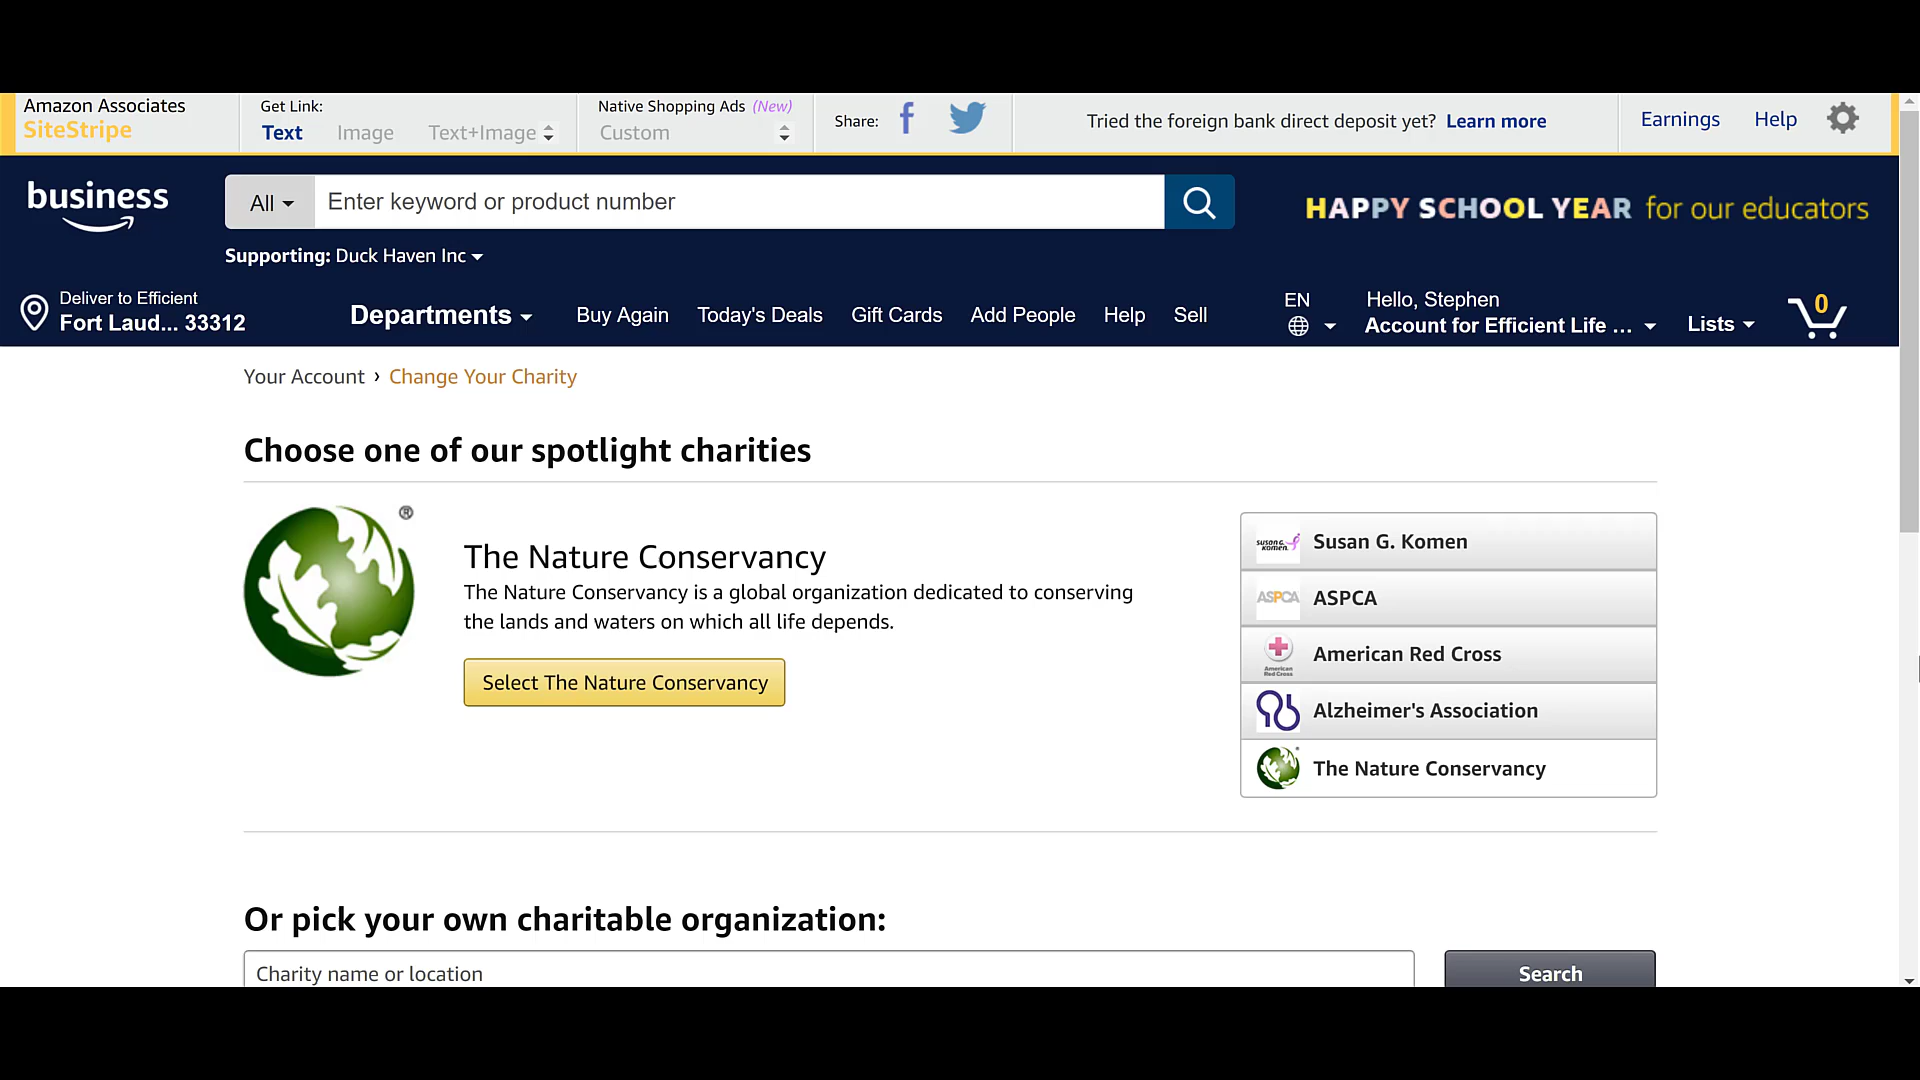 Amazon Associates
SiteStripe
Get Link:
Text Image Text+Image
Native Shopping Ads (New)
Custom
Share:
Tried the foreign bank direct deposit yet? Learn more
Earnings Help
business
All Enter keyword or product number
HAPPY SCHOOL YEAR for our educators
Supporting: Duck Haven Inc
Deliver to Efficient
Fort Laud... 33312
Departments Buy Again Today's Deals Gift Cards Add People Help Sell
EN
Hello, Stephen
Account for Efficient Life ...
Lists
0
Your Account › Change Your Charity
Choose one of our spotlight charities
®
The Nature Conservancy
The Nature Conservancy is a global organization dedicated to conserving
the lands and waters on which all life depends.
Select The Nature Conservancy
susan g. komen. Susan G. Komen
ASPCA ASPCA
American Red Cross American Red Cross
Alzheimer's Association
The Nature Conservancy
Or pick your own charitable organization:
Charity name or location
Search